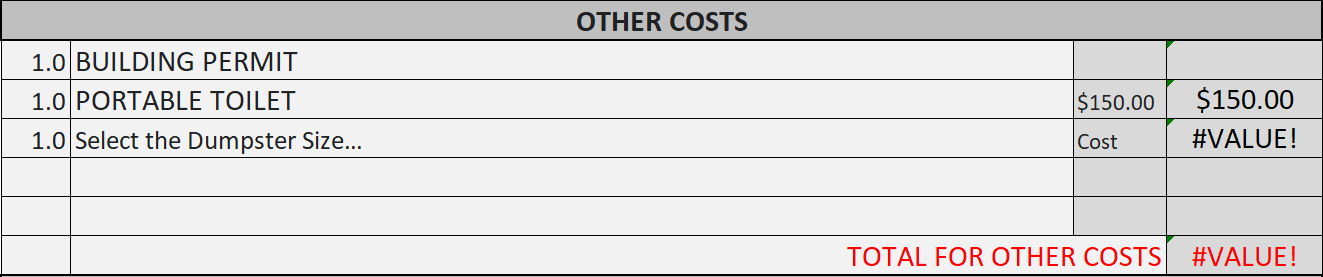 OTHER COSTS
1.0 BUILDING PERMIT
1.0 PORTABLE TOILET $150.00 $150.00
1.0 Select the Dumpster Size... Cost #VALUE!
TOTAL FOR OTHER COSTS #VALUE!